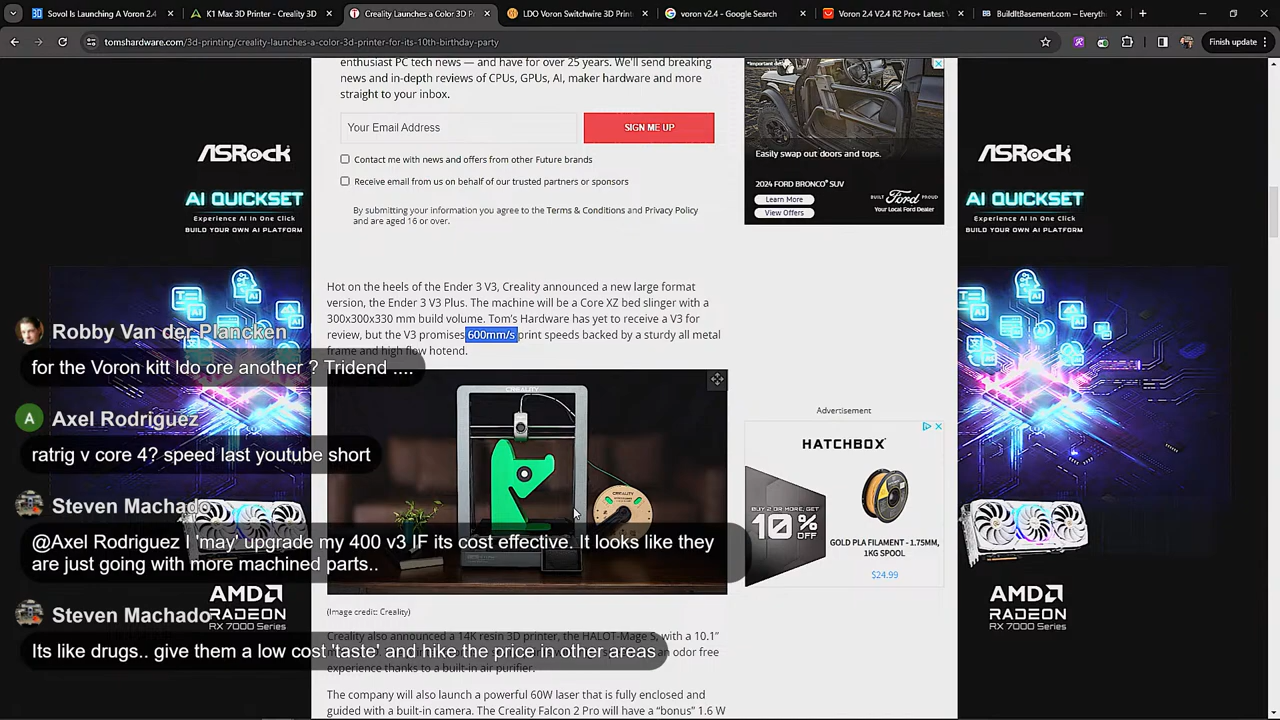 Sovol Is Launching A Voron 2.4
K1 Max 3D Printer - Creality 3D
Creality Launches a Color 3D P
LDO Voron Switchwire 3D Print
voron v2.4 - Google Search
Voron 2.4 V2.4 R2 Pro+ Latest
BuildItBasement.com — Everyth
tomshardware.com/3d-printing/creality-launches-a-color-3d-printer-for-its-10th-birthday-party
Finish update
enthusiast PC tech news — and have for over 25 years. We'll send breaking
news and in-depth reviews of CPUs, GPUs, AI, maker hardware and more
straight to your inbox.
Your Email Address
SIGN ME UP
Contact me with news and offers from other Future brands
Receive email from us on behalf of our trusted partners or sponsors
By submitting your information you agree to the Terms & Conditions and Privacy Policy
and are aged 16 or over.
Easily swap out doors and tops.
2024 FORD BRONCO® SUV
Learn More
View Offers
BUILT Ford PROUD
Your Local Ford Dealer
ASRock
AI QUICKSET
Experience AI In One Click
BUILD YOUR OWN AI PLATFORM
ASRock
AI QUICKSET
Experience AI In One Click
BUILD YOUR OWN AI PLATFORM
Hot on the heels of the Ender 3 V3, Creality announced a new large format
version, the Ender 3 V3 Plus. The machine will be a Core XZ bed slinger with a
300x300x330 mm build volume. Tom's Hardware has yet to receive a V3 for
review, but the V3 promises 600mm/s print speeds backed by a sturdy all metal
frame and high flow hotend.
CREALITY
CREALITY
(Image credit: Creality)
Advertisement
HATCHBOX
BUY 2 OR MORE, GET
10% OFF
GOLD PLA FILAMENT - 1.75MM,
1KG SPOOL
$24.99
Robby Van der Plancken
for the Voron kitt ldo ore another ? Tridend ....
A
Axel Rodriguez
ratrig v core 4? speed last youtube short
Steven Machado
@Axel Rodriguez I 'may' upgrade my 400 v3 IF its cost effective. It looks like they
are just going with more machined parts..
Steven Machado
Its like drugs.. give them a low cost 'taste' and hike the price in other areas
AMD
RADEON
RX 7000 Series
AMD
RADEON
RX 7000 Series
Creality also announced a 14K resin 3D printer, the HALOT-Mage S, with a 10.1"
an odor free
experience thanks to a built-in air purifier.
The company will also launch a powerful 60W laser that is fully enclosed and
guided with a built-in camera. The Creality Falcon 2 Pro will have a "bonus" 1.6 W